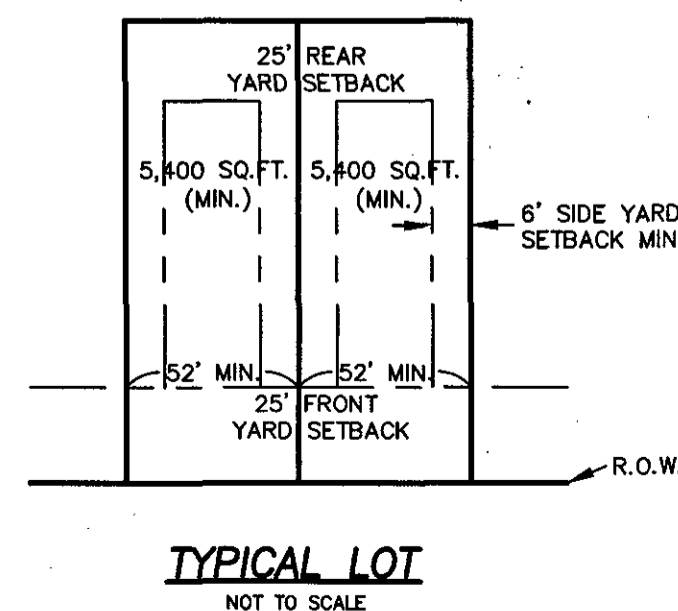 25' REAR
YARD SETBACK
5,400 SQ.FT.
(MIN.)
5,400 SQ.FT.
(MIN.)
6' SIDE YARD
SETBACK MIN
52' MIN.
52' MIN.
25' FRONT
YARD SETBACK
R.O.W.
TYPICAL LOT
NOT TO SCALE